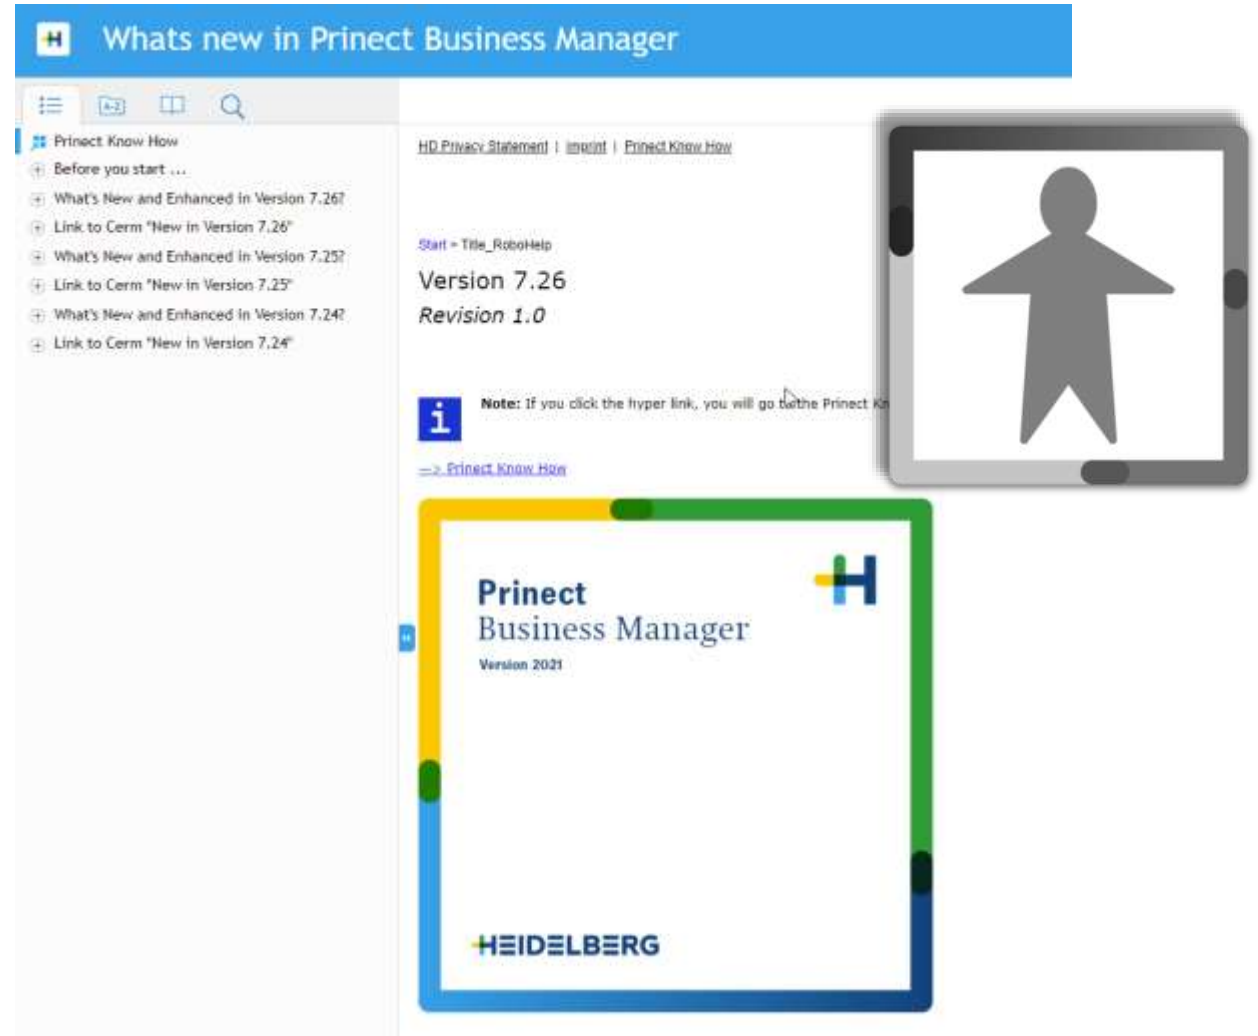 Whats new in Prinect Business Manager
Prinect Know How
Before you start ...
What's New and Enhanced in Version 7.26?
Link to Cerm "New in Version 7.26"
What's New and Enhanced in Version 7.25?
Link to Cerm "New in Version 7.25"
What's New and Enhanced in Version 7.24?
Link to Cerm "New in Version 7.24"
HD Privacy Statement | Imprint | Prinect Know How
Start > Title_RoboHelp
Version 7.26
Revision 1.0
i
Note: If you click the hyper link, you will go to the Prinect Kn
—> Prinect Know How
Prinect
Business Manager
Version 2021
HEIDELBERG